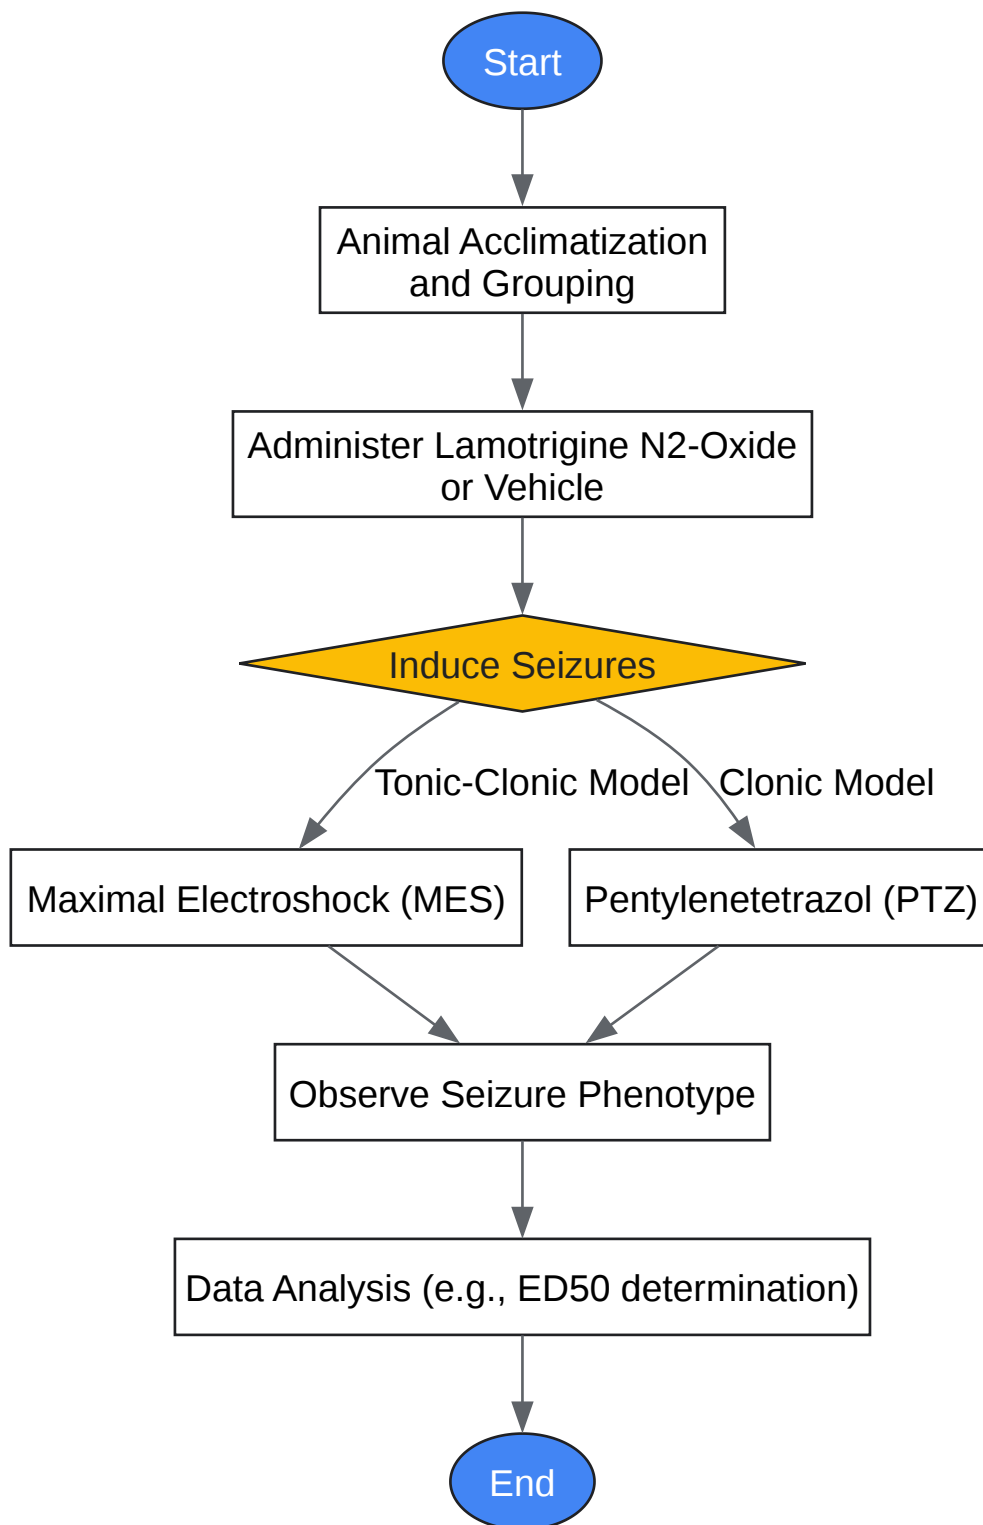 Start
Animal Acclimatization
and Grouping
Administer Lamotrigine N2-Oxide
or Vehicle
Induce Seizures
Tonic-Clonic Model
Clonic Model
Maximal Electroshock (MES)
Pentylenetetrazol (PTZ)
Observe Seizure Phenotype
Data Analysis (e.g., ED50 determination)
End